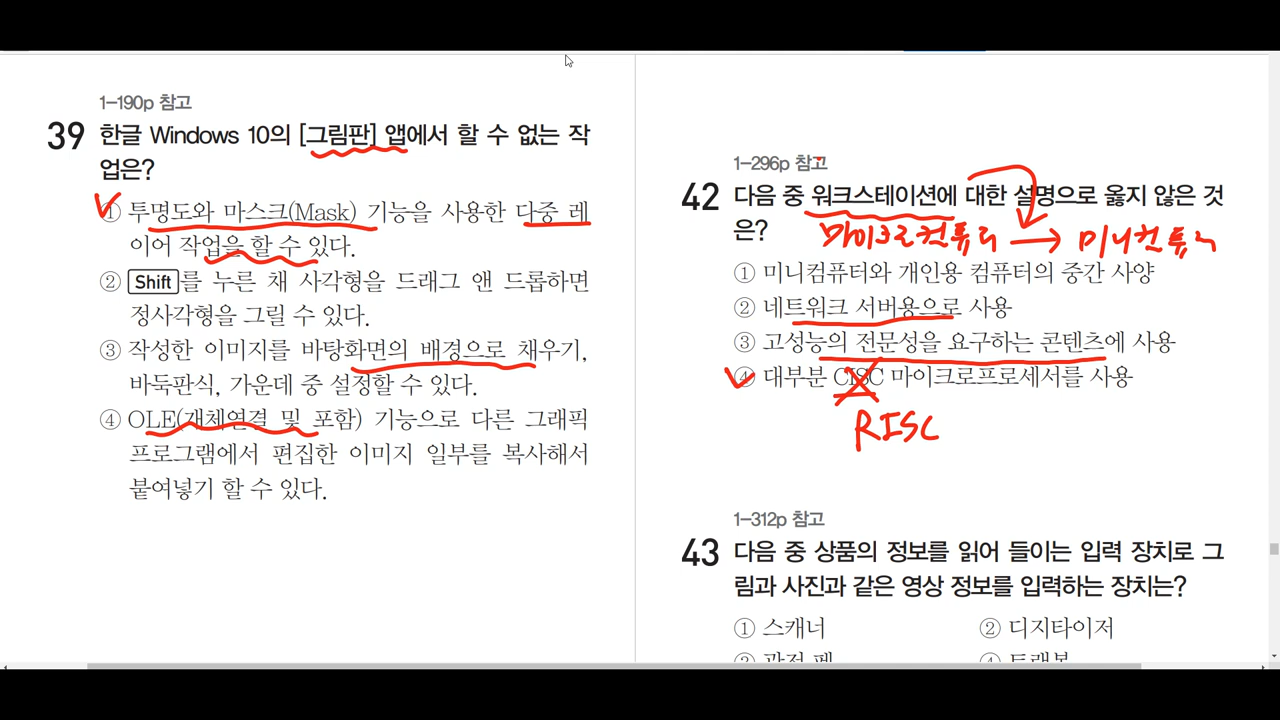 1-190p 참고
39 한글 Windows 10의 [그림판] 앱에서 할 수 없는 작
업은?
① 투명도와 마스크(Mask) 기능을 사용한 다중 레
이어 작업을 할 수 있다.
② Shift를 누른 채 사각형을 드래그 앤 드롭하면
정사각형을 그릴 수 있다.
③ 작성한 이미지를 바탕화면의 배경으로 채우기,
바둑판식, 가운데 중 설정할 수 있다.
④ OLE(개체연결 및 포함) 기능으로 다른 그래픽
프로그램에서 편집한 이미지 일부를 복사해서
붙여넣기 할 수 있다.
1-296p 참고
42 다음 중 워크스테이션에 대한 설명으로 옳지 않은 것
은?
마이크로컴퓨터 → 미니컴퓨터
① 미니컴퓨터와 개인용 컴퓨터의 중간 사양
② 네트워크 서버용으로 사용
③ 고성능의 전문성을 요구하는 콘텐츠에 사용
④ 대부분 CISC 마이크로프로세서를 사용
RISC
1-312p 참고
43 다음 중 상품의 정보를 읽어 들이는 입력 장치로 그
림과 사진과 같은 영상 정보를 입력하는 장치는?
① 스캐너 ② 디지타이저